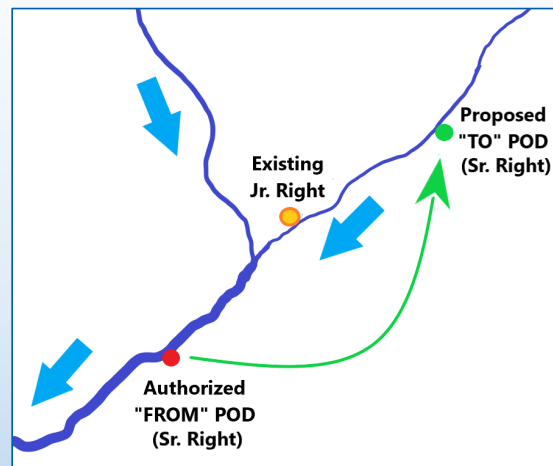 Proposed
"TO" POD
(Sr. Right)
Existing
Jr. Right
Authorized
"FROM" POD
(Sr. Right)